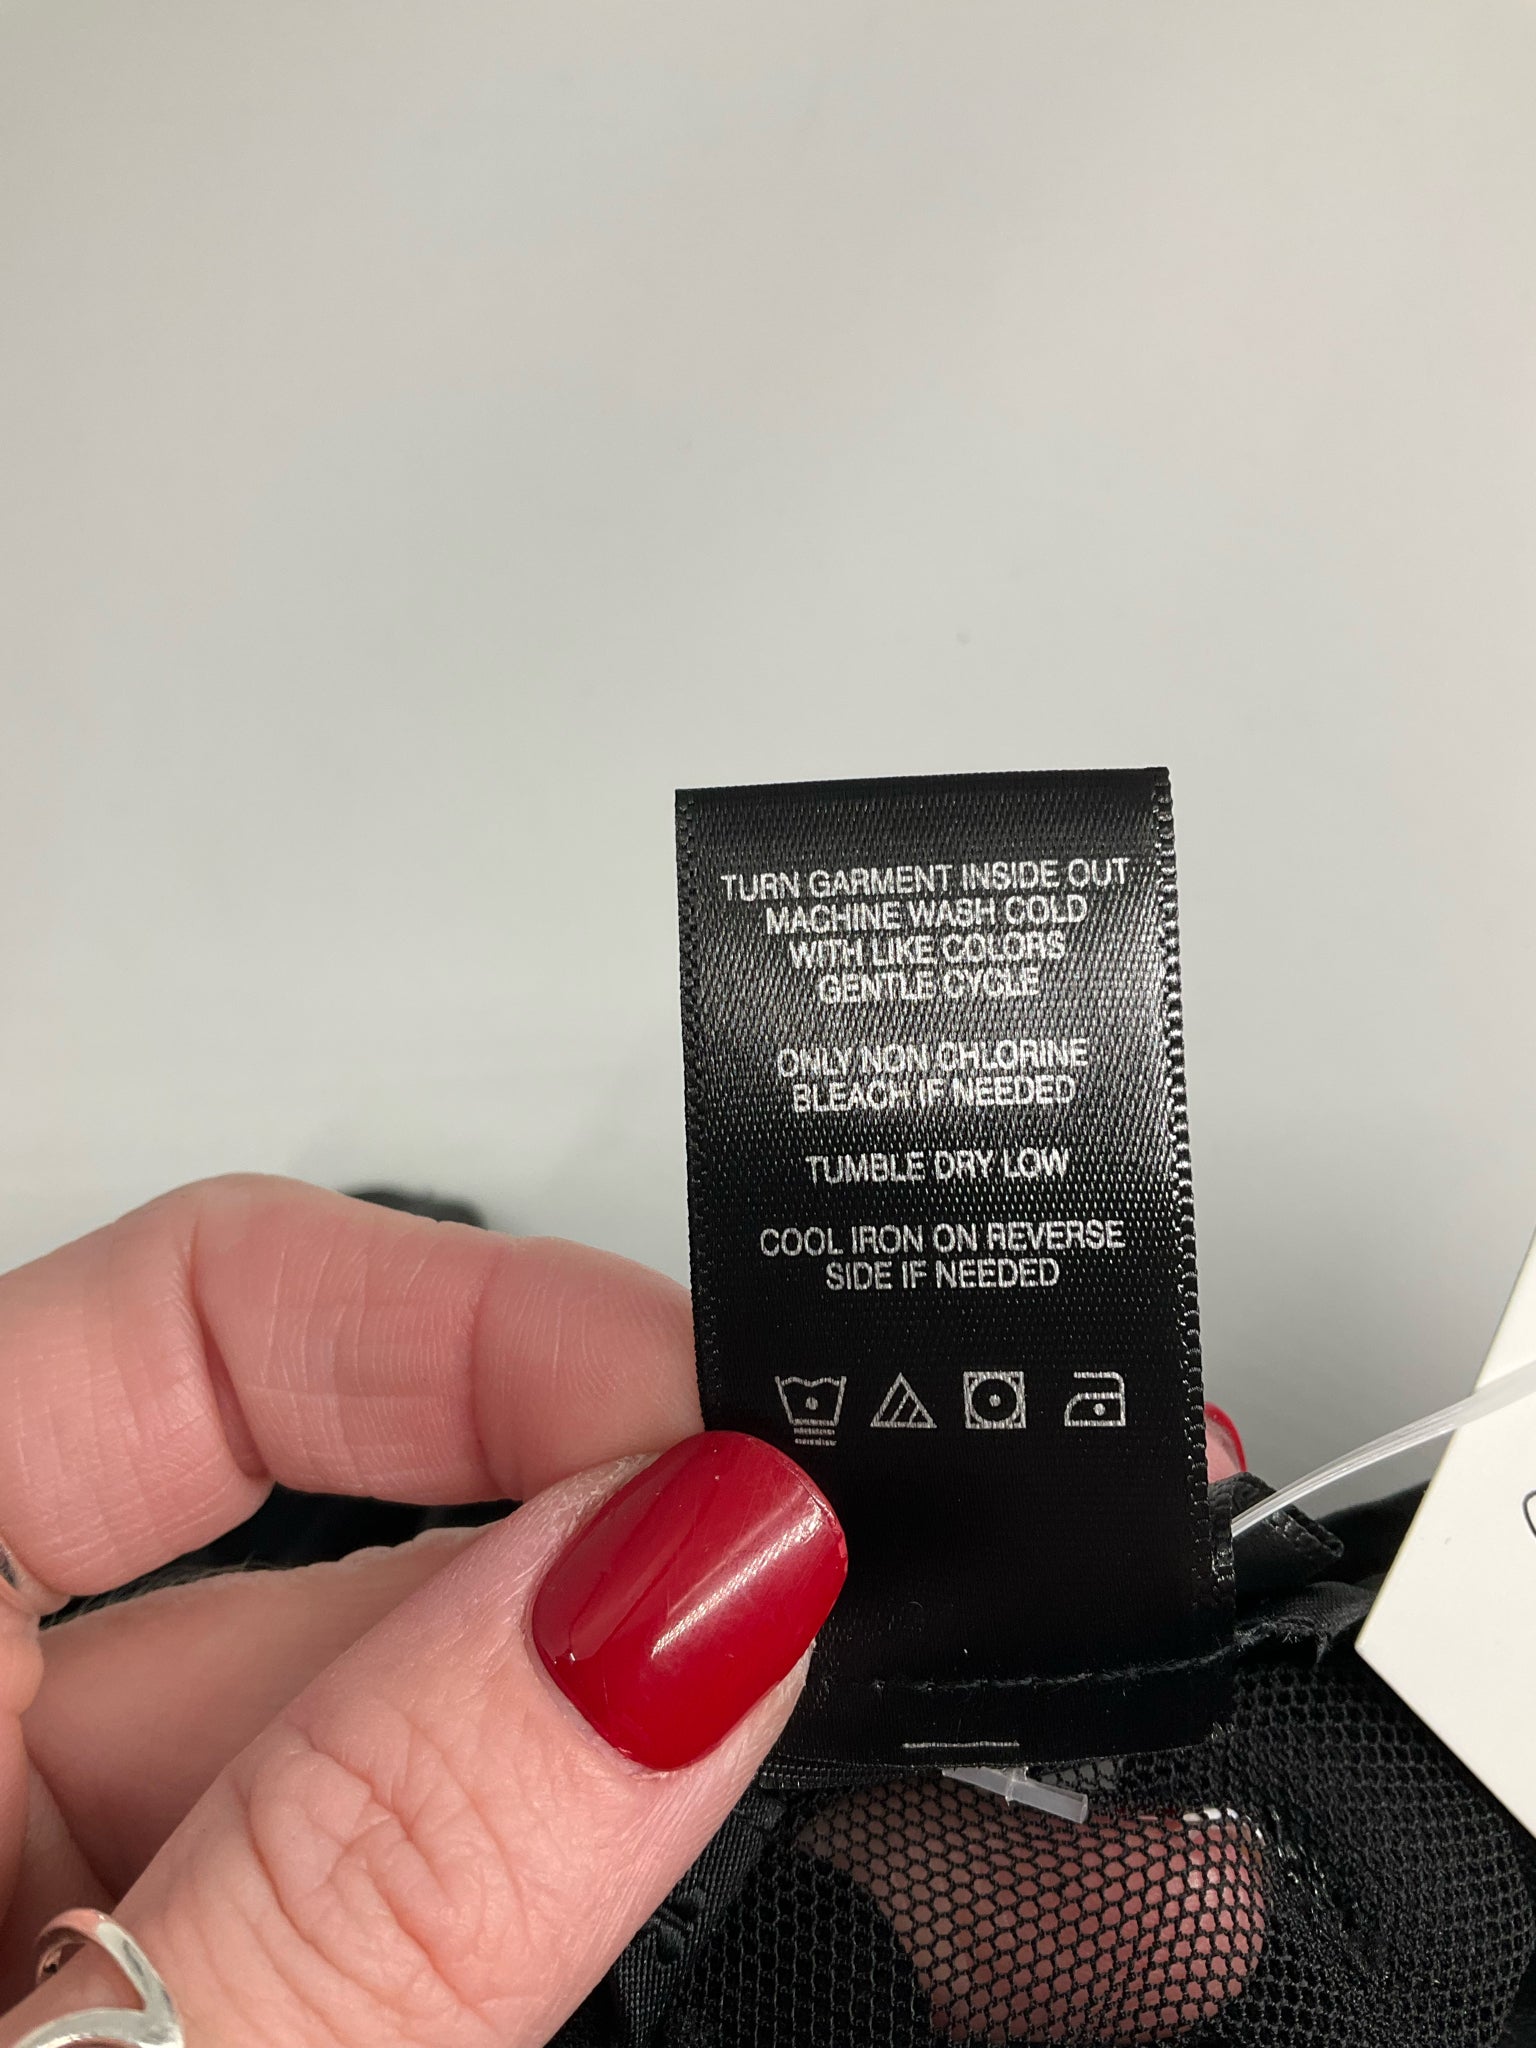 TURN GARMENT INSIDE OUT
MACHINE WASH COLD
WITH LIKE COLORS
GENTLE CYCLE
ONLY NON CHLORINE
BLEACH IF NEEDED
TUMBLE DRY LOW
COOL IRON ON REVERSE
SIDE IF NEEDED